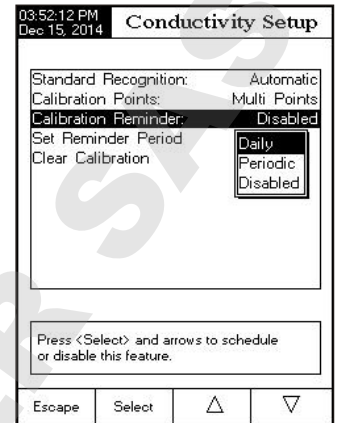 03:52:12 PM
Dec 15, 2014
Conductivity Setup
Standard Recognition: Automatic
Calibration Points: Multi Points
Calibration Reminder: Disabled
Set Reminder Period
Clear Calibration
Daily
Periodic
Disabled
Press <Select> and arrows to schedule
or disable this feature.
Escape Select △ ▽